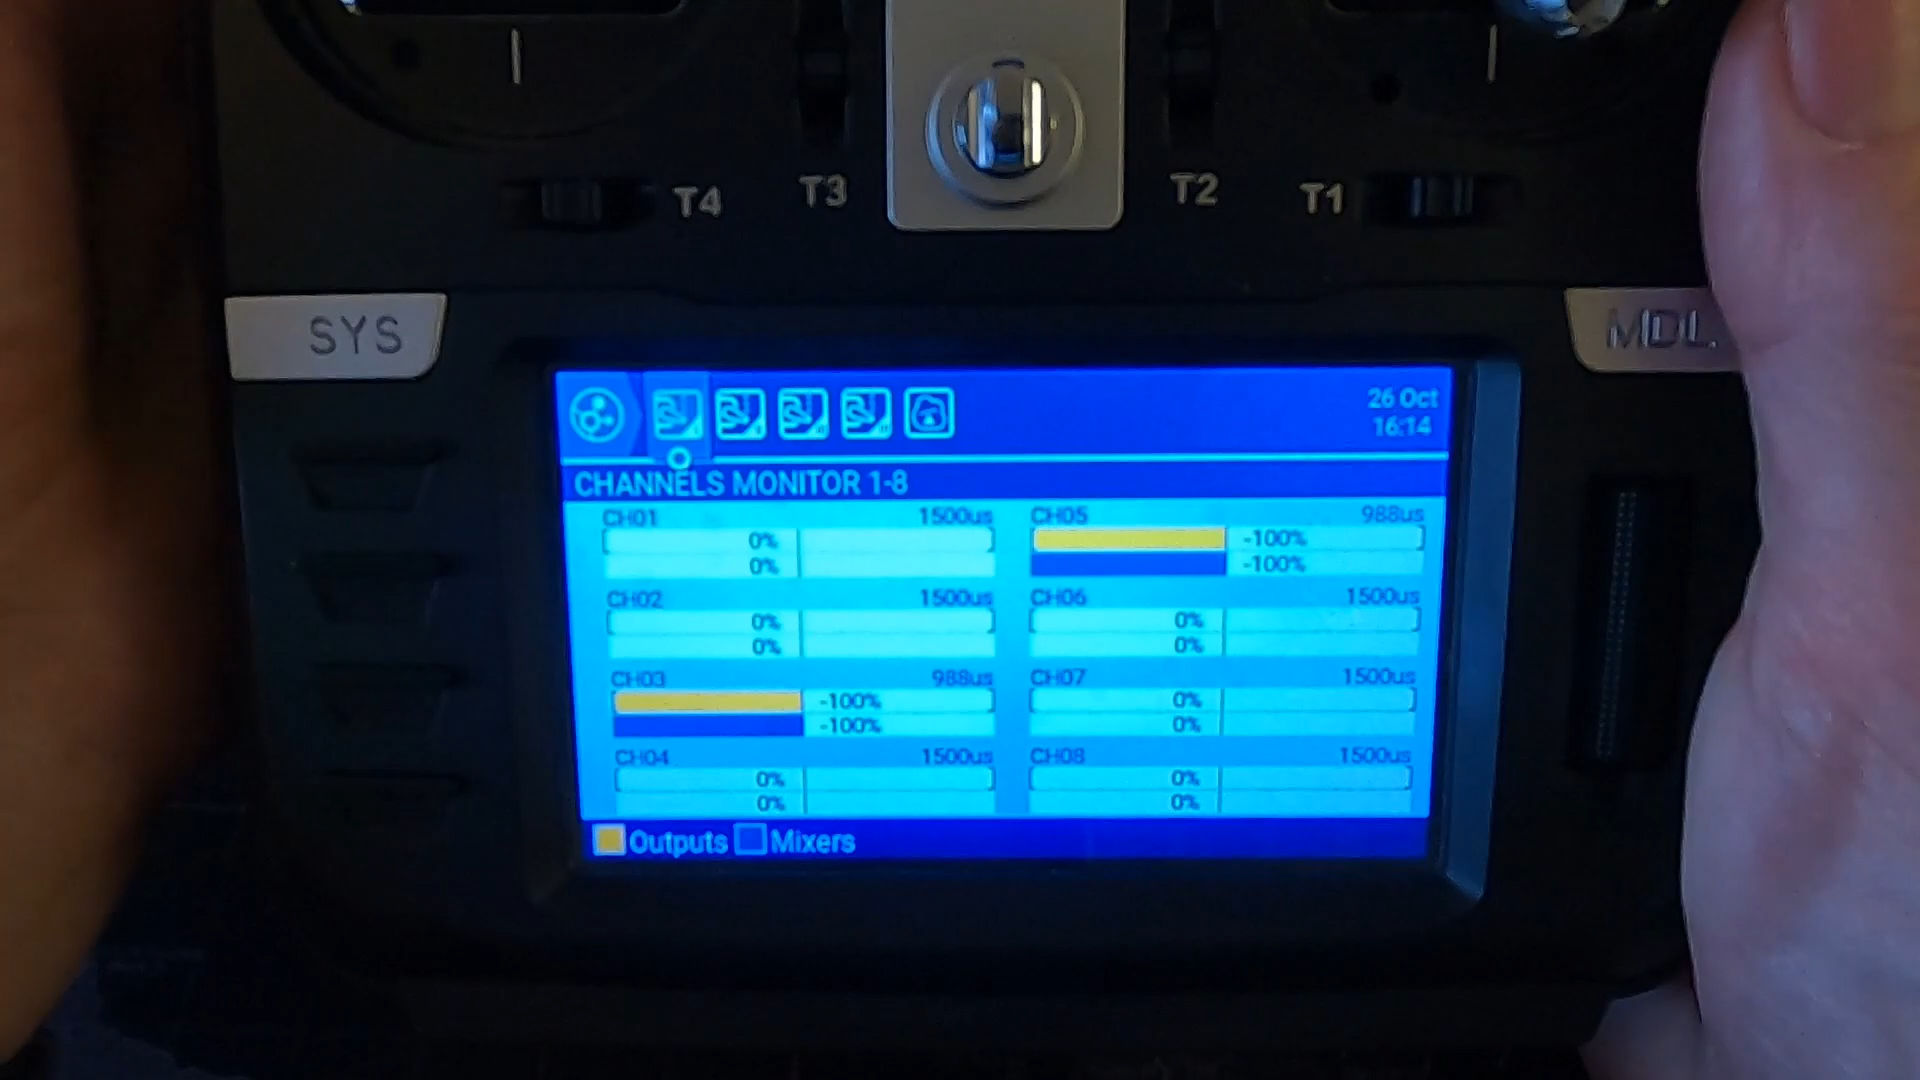 T4 T3 T2 T1
SYS
MDL
26 Oct
16:14
CHANNELS MONITOR 1-8
CH01 1500us
0%
0%
CH02 1500us
0%
0%
CH03 988us
-100%
-100%
CH04 1500us
0%
0%
CH05 988us
-100%
-100%
CH06 1500us
0%
0%
CH07 1500us
0%
0%
CH08 1500us
0%
0%
Outputs Mixers